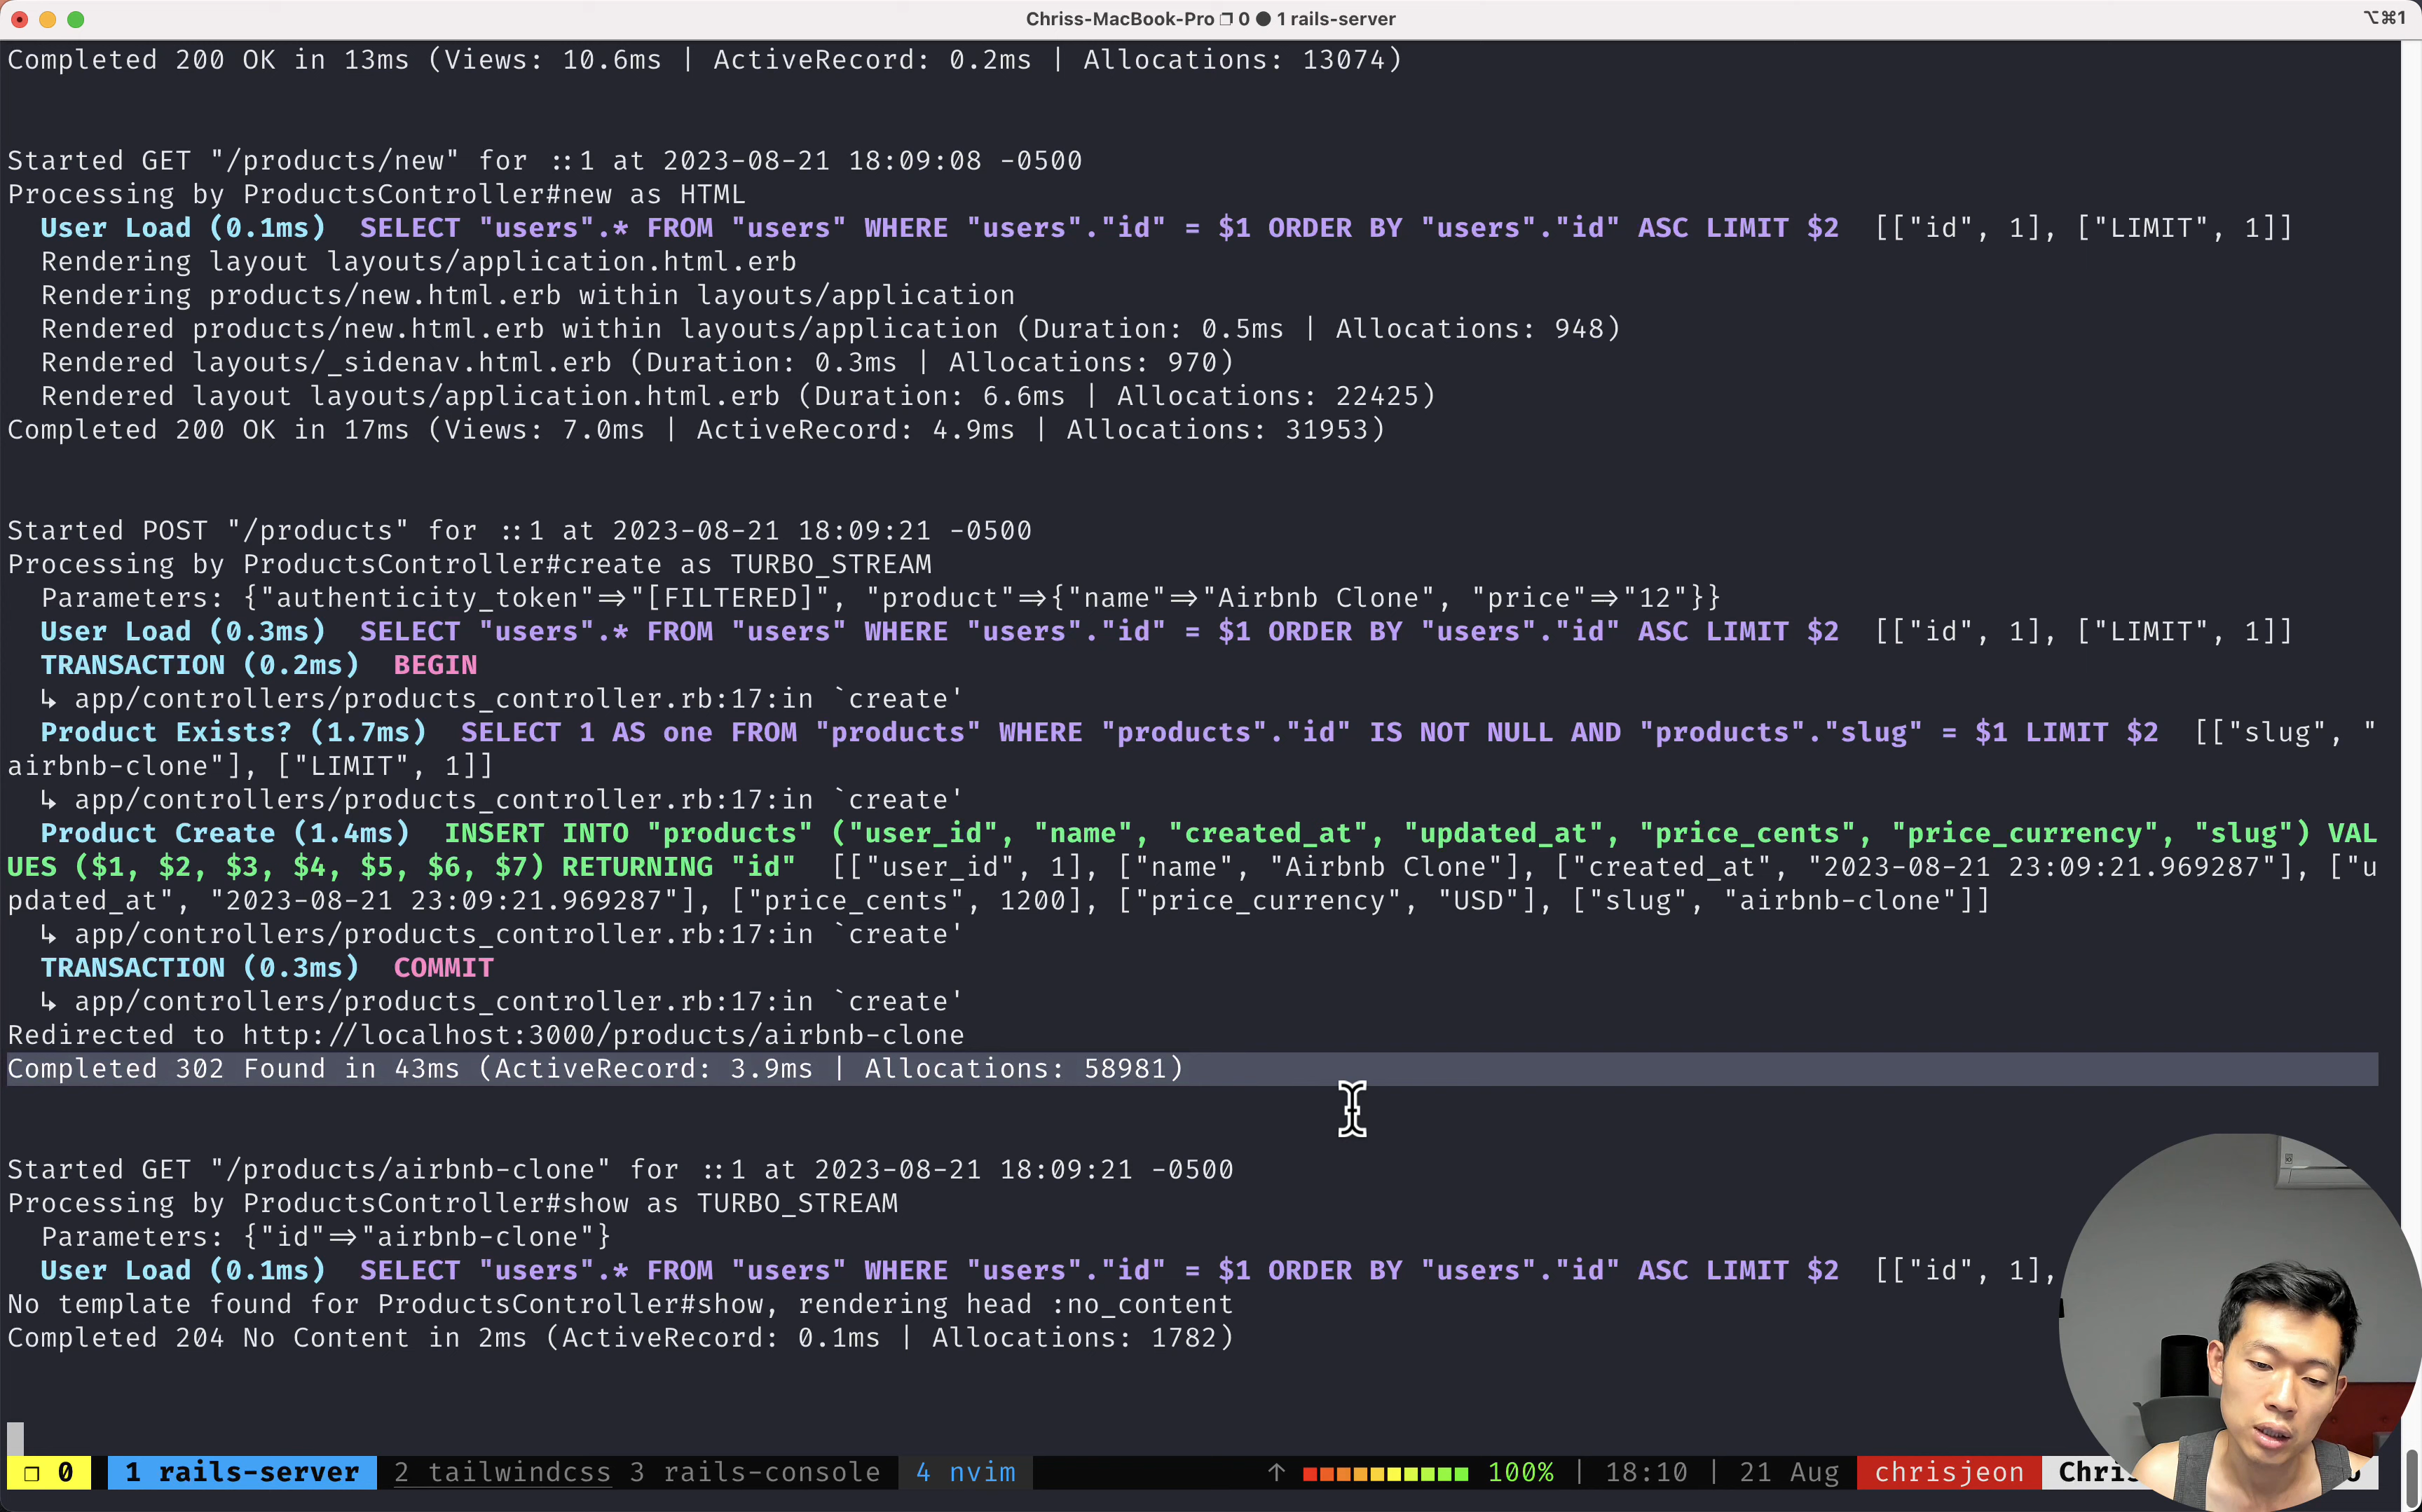 Chriss-MacBook-Pro ❐ 0 ● 1 rails-server
⌥⌘1
Completed 200 OK in 13ms (Views: 10.6ms | ActiveRecord: 0.2ms | Allocations: 13074)
Started GET "/products/new" for ::1 at 2023-08-21 18:09:08 -0500
Processing by ProductsController#new as HTML
User Load (0.1ms)  SELECT "users".* FROM "users" WHERE "users"."id" = $1 ORDER BY "users"."id" ASC LIMIT $2  [["id", 1], ["LIMIT", 1]]
Rendering layout layouts/application.html.erb
Rendering products/new.html.erb within layouts/application
Rendered products/new.html.erb within layouts/application (Duration: 0.5ms | Allocations: 948)
Rendered layouts/_sidenav.html.erb (Duration: 0.3ms | Allocations: 970)
Rendered layout layouts/application.html.erb (Duration: 6.6ms | Allocations: 22425)
Completed 200 OK in 17ms (Views: 7.0ms | ActiveRecord: 4.9ms | Allocations: 31953)
Started POST "/products" for ::1 at 2023-08-21 18:09:21 -0500
Processing by ProductsController#create as TURBO_STREAM
Parameters: {"authenticity_token"=>"[FILTERED]", "product"=>{"name"=>"Airbnb Clone", "price"=>"12"}}
User Load (0.3ms)  SELECT "users".* FROM "users" WHERE "users"."id" = $1 ORDER BY "users"."id" ASC LIMIT $2  [["id", 1], ["LIMIT", 1]]
TRANSACTION (0.2ms)  BEGIN
↳ app/controllers/products_controller.rb:17:in `create'
Product Exists? (1.7ms)  SELECT 1 AS one FROM "products" WHERE "products"."id" IS NOT NULL AND "products"."slug" = $1 LIMIT $2  [["slug", "
airbnb-clone"], ["LIMIT", 1]]
↳ app/controllers/products_controller.rb:17:in `create'
Product Create (1.4ms)  INSERT INTO "products" ("user_id", "name", "created_at", "updated_at", "price_cents", "price_currency", "slug") VAL
UES ($1, $2, $3, $4, $5, $6, $7) RETURNING "id"  [["user_id", 1], ["name", "Airbnb Clone"], ["created_at", "2023-08-21 23:09:21.969287"], ["u
pdated_at", "2023-08-21 23:09:21.969287"], ["price_cents", 1200], ["price_currency", "USD"], ["slug", "airbnb-clone"]]
↳ app/controllers/products_controller.rb:17:in `create'
TRANSACTION (0.3ms)  COMMIT
↳ app/controllers/products_controller.rb:17:in `create'
Redirected to http://localhost:3000/products/airbnb-clone
Completed 302 Found in 43ms (ActiveRecord: 3.9ms | Allocations: 58981)
Started GET "/products/airbnb-clone" for ::1 at 2023-08-21 18:09:21 -0500
Processing by ProductsController#show as TURBO_STREAM
Parameters: {"id"=>"airbnb-clone"}
User Load (0.1ms)  SELECT "users".* FROM "users" WHERE "users"."id" = $1 ORDER BY "users"."id" ASC LIMIT $2  [["id", 1],
No template found for ProductsController#show, rendering head :no_content
Completed 204 No Content in 2ms (ActiveRecord: 0.1ms | Allocations: 1782)
❐ 0 1 rails-server 2 tailwindcss 3 rails-console 4 nvim ↑ 100% | 18:10 | 21 Aug chrisjeon